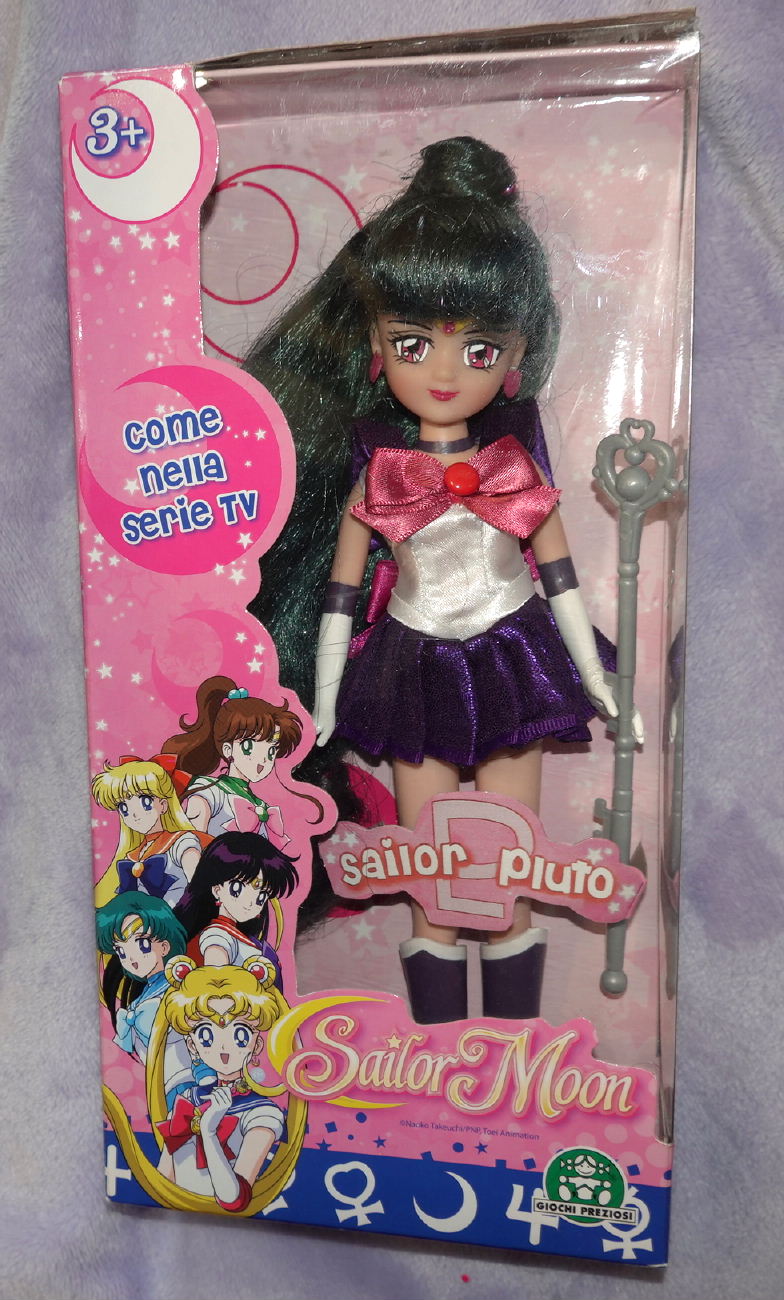 3+
come
nella
serie TV
sailor pluto
Sailor Moon
©Naoko Takeuchi/PNP, Toei Animation
GIOCHI PREZIOSI